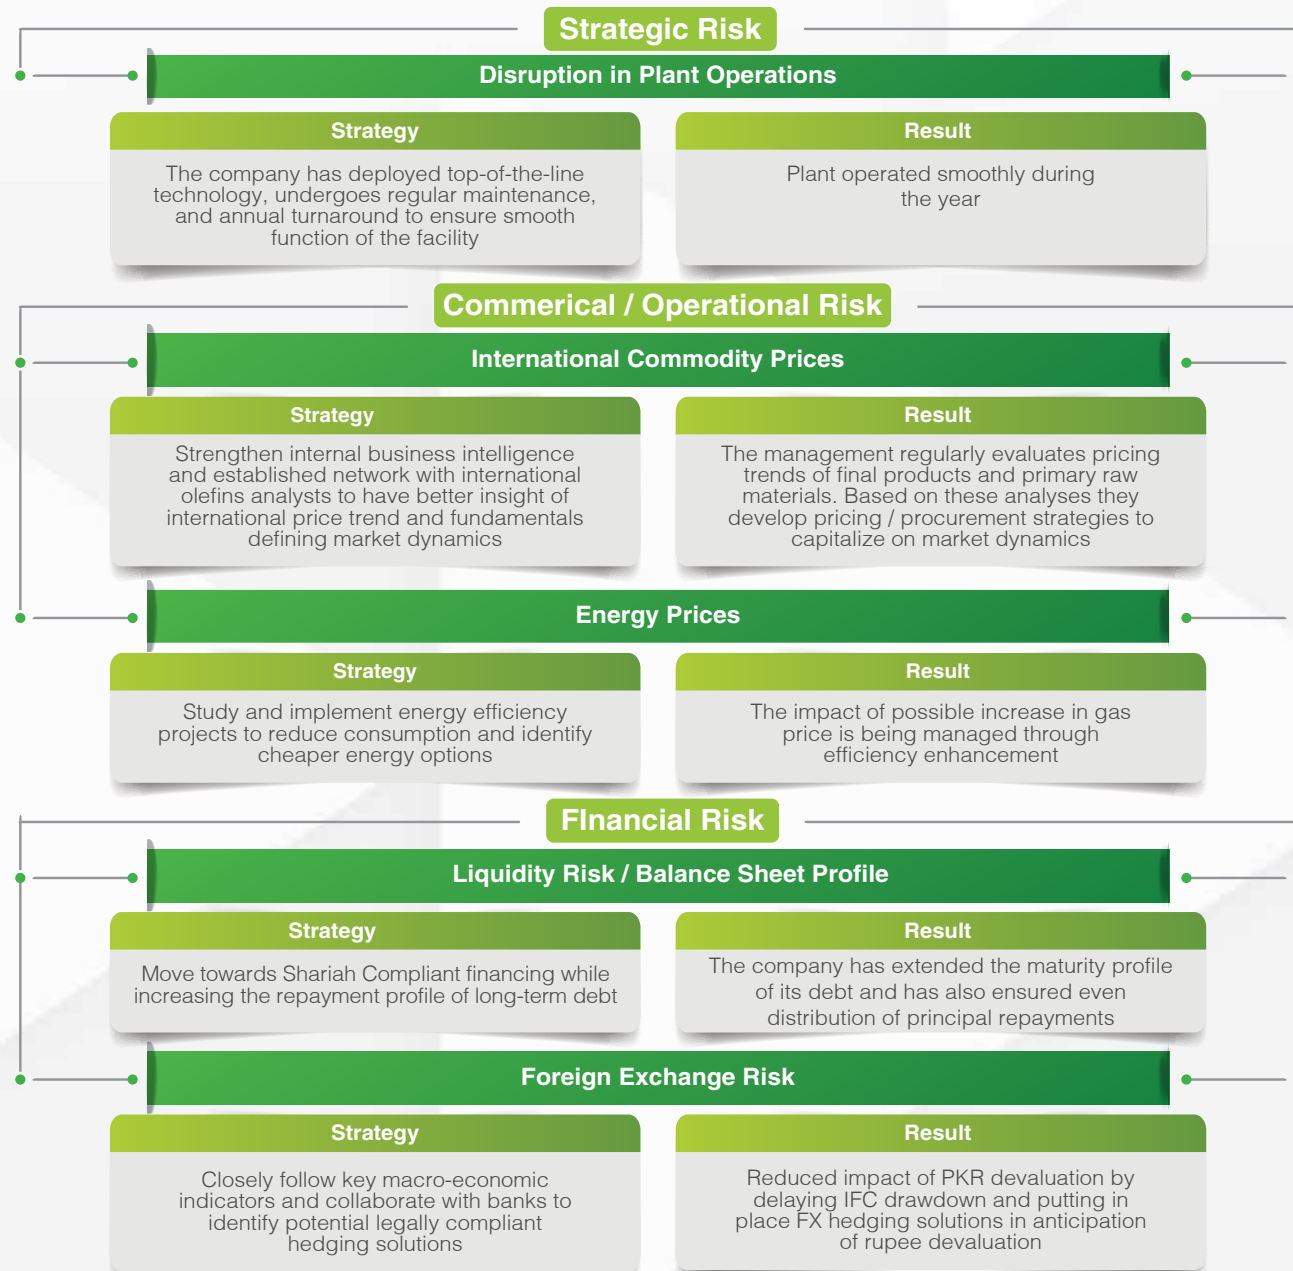 Strategic Risk
Disruption in Plant Operations
Strategy
The company has deployed top-of-the-line
technology, undergoes regular maintenance,
and annual turnaround to ensure smooth
function of the facility
Result
Plant operated smoothly during
the year
Commerical / Operational Risk
International Commodity Prices
Strategy
Strengthen internal business intelligence
and established network with international
olefins analysts to have better insight of
international price trend and fundamentals
defining market dynamics
Result
The management regularly evaluates pricing
trends of final products and primary raw
materials. Based on these analyses they
develop pricing / procurement strategies to
capitalize on market dynamics
Energy Prices
Strategy
Study and implement energy efficiency
projects to reduce consumption and identify
cheaper energy options
Result
The impact of possible increase in gas
price is being managed through
efficiency enhancement
FInancial Risk
Liquidity Risk / Balance Sheet Profile
Strategy
Move towards Shariah Compliant financing while
increasing the repayment profile of long-term debt
Result
The company has extended the maturity profile
of its debt and has also ensured even
distribution of principal repayments
Foreign Exchange Risk
Strategy
Closely follow key macro-economic
indicators and collaborate with banks to
identify potential legally compliant
hedging solutions
Result
Reduced impact of PKR devaluation by
delaying IFC drawdown and putting in
place FX hedging solutions in anticipation
of rupee devaluation